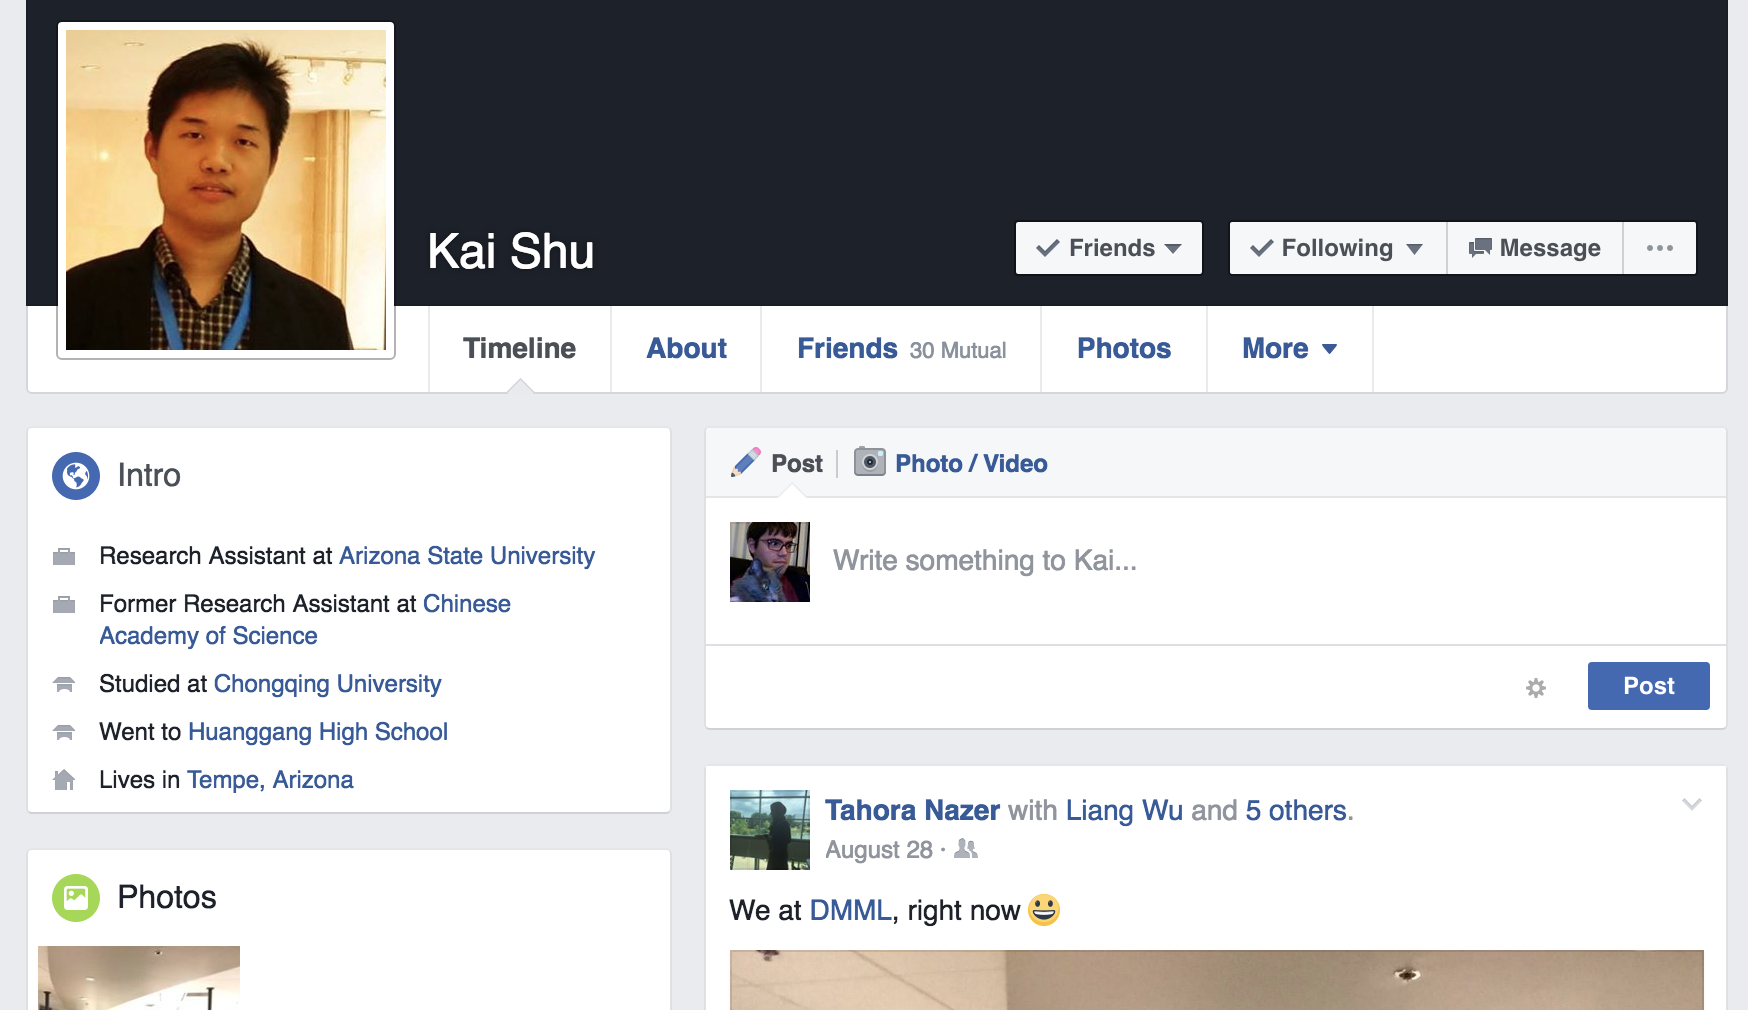 Kai Shu
Friends
Following
Message
Timeline
About
Friends 30 Mutual
Photos
More
Intro
Research Assistant at Arizona State University
Former Research Assistant at Chinese
Academy of Science
Studied at Chongqing University
Went to Huanggang High School
Lives in Tempe, Arizona
Photos
Post
Photo / Video
Write something to Kai...
Post
Tahora Nazer with Liang Wu and 5 others.
August 28 ·
We at DMML, right now 😃